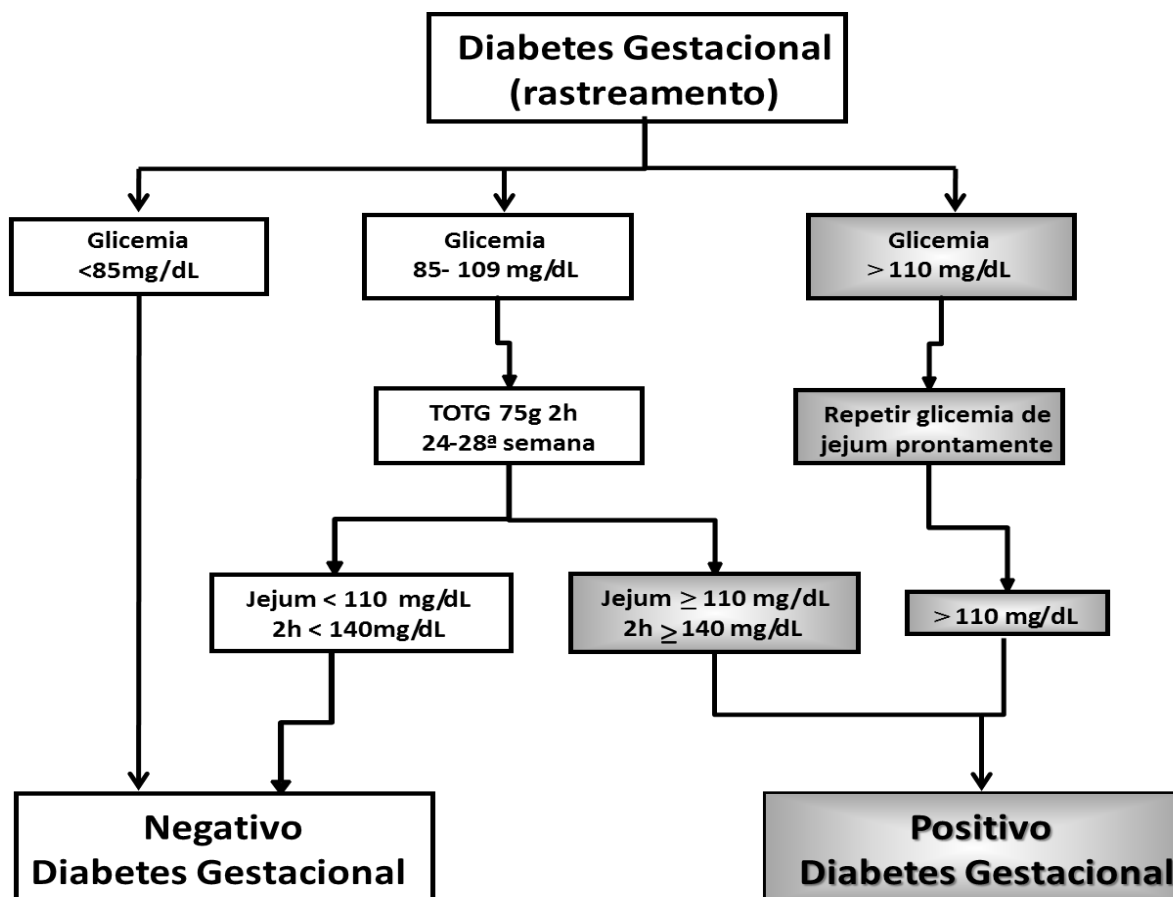 Diabetes Gestacional
(rastreamento)
Glicemia
<85mg/dL
Glicemia
85- 109 mg/dL
Glicemia
> 110 mg/dL
TOTG 75g 2h
24-28ª semana
Repetir glicemia de
jejum prontamente
Jejum < 110 mg/dL
2h < 140mg/dL
Jejum ≥ 110 mg/dL
2h ≥ 140 mg/dL
> 110 mg/dL
Negativo
Diabetes Gestacional
Positivo
Diabetes Gestacional